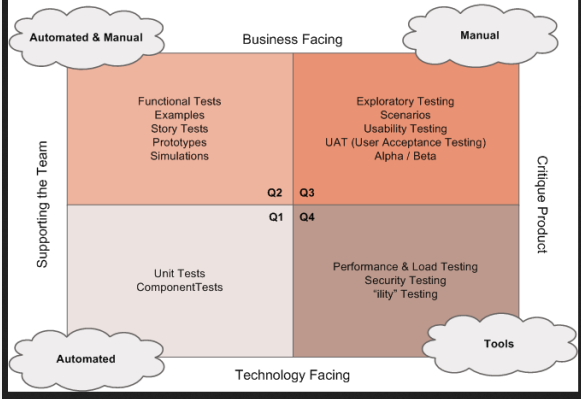 Automated & Manual
Business Facing
Manual
Functional Tests
Examples
Story Tests
Prototypes
Simulations
Exploratory Testing
Scenarios
Usability Testing
UAT (User Acceptance Testing)
Alpha / Beta
Supporting the Team
Critique Product
Q2
Q3
Q1
Q4
Unit Tests
ComponentTests
Performance & Load Testing
Security Testing
"ility" Testing
Automated
Technology Facing
Tools